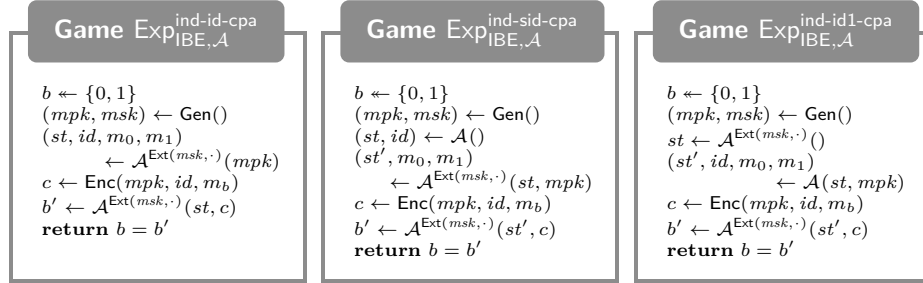 Game Exp^{ind-id-cpa}_{IBE,𝒜}
b ↞ {0, 1}
(mpk, msk) ← Gen()
(st, id, m_0, m_1)
← 𝒜^{Ext(msk,·)}(mpk)
c ← Enc(mpk, id, m_b)
b′ ← 𝒜^{Ext(msk,·)}(st, c)
return b = b′
Game Exp^{ind-sid-cpa}_{IBE,𝒜}
b ↞ {0, 1}
(mpk, msk) ← Gen()
(st, id) ← 𝒜()
(st′, m_0, m_1)
← 𝒜^{Ext(msk,·)}(st, mpk)
c ← Enc(mpk, id, m_b)
b′ ← 𝒜^{Ext(msk,·)}(st′, c)
return b = b′
Game Exp^{ind-id1-cpa}_{IBE,𝒜}
b ↞ {0, 1}
(mpk, msk) ← Gen()
st ← 𝒜^{Ext(msk,·)}()
(st′, id, m_0, m_1)
← 𝒜(st, mpk)
c ← Enc(mpk, id, m_b)
b′ ← 𝒜^{Ext(msk,·)}(st′, c)
return b = b′